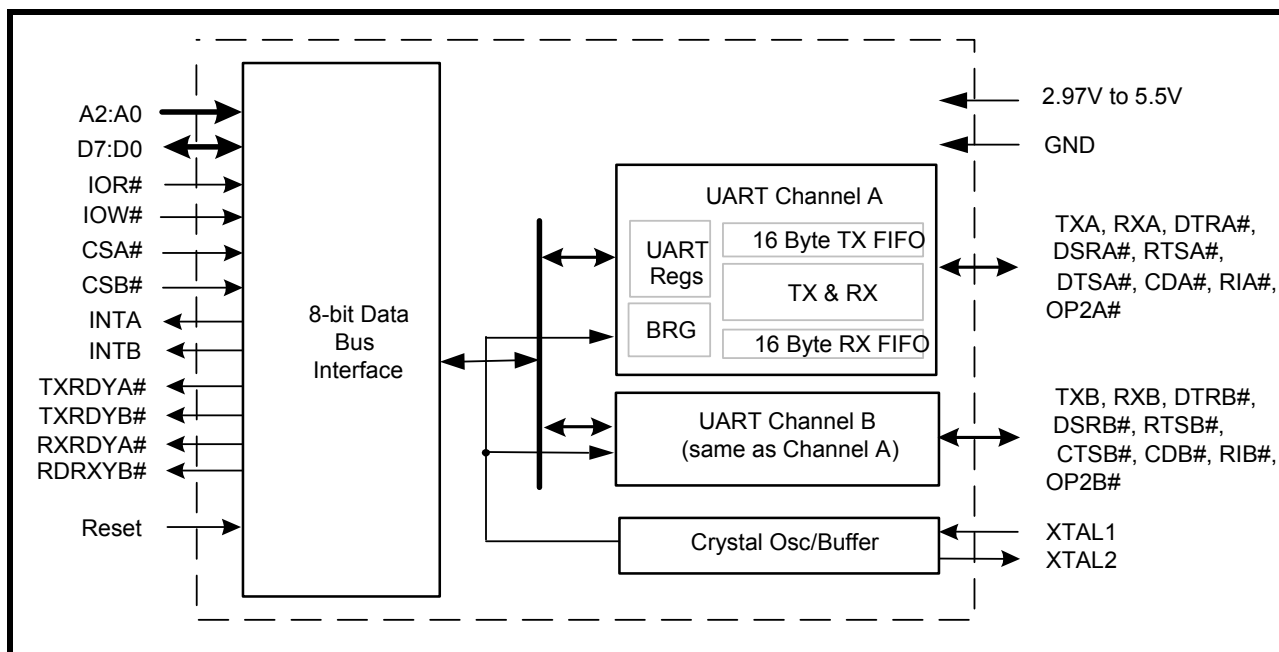 A2:A0
D7:D0
IOR#
IOW#
CSA#
CSB#
INTA
INTB
TXRDYA#
TXRDYB#
RXRDYA#
RDRXYB#
Reset
8-bit Data
Bus
Interface
UART Channel A
UART
Regs
BRG
16 Byte TX FIFO
TX & RX
16 Byte RX FIFO
UART Channel B
(same as Channel A)
Crystal Osc/Buffer
2.97V to 5.5V
GND
TXA, RXA, DTRA#,
DSRA#, RTSA#,
DTSA#, CDA#, RIA#,
OP2A#
TXB, RXB, DTRB#,
DSRB#, RTSB#,
CTSB#, CDB#, RIB#,
OP2B#
XTAL1
XTAL2